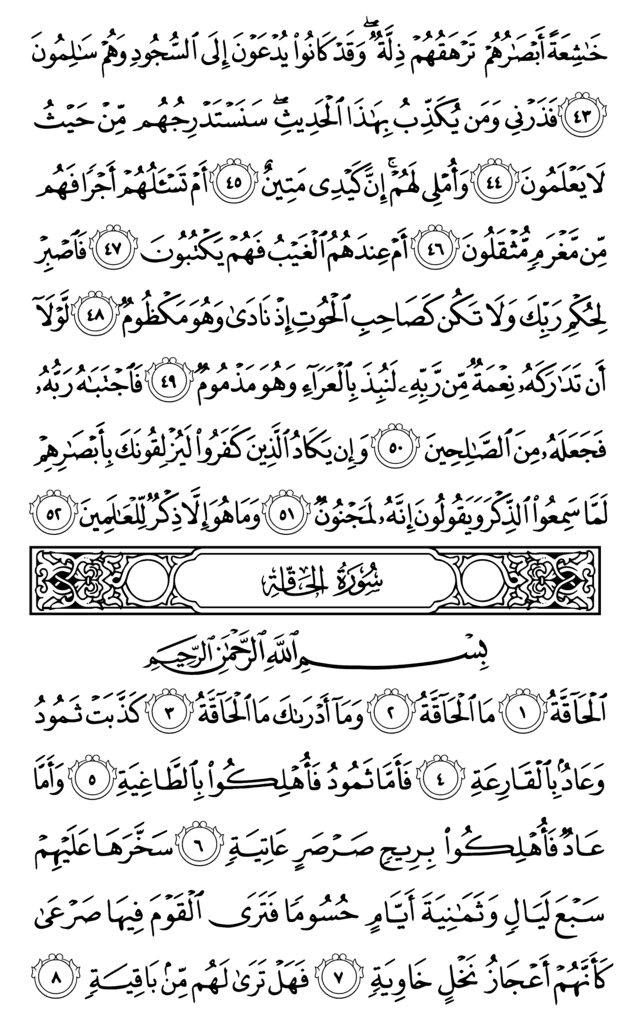 خَٰشِعَةً أَبۡصَٰرُهُمۡ تَرۡهَقُهُمۡ ذِلَّةٞۖ وَقَدۡ كَانُواْ يُدۡعَوۡنَ إِلَى ٱلسُّجُودِ وَهُمۡ سَٰلِمُونَ
٤٣ فَذَرۡنِي وَمَن يُكَذِّبُ بِهَٰذَا ٱلۡحَدِيثِۖ سَنَسۡتَدۡرِجُهُم مِّنۡ حَيۡثُ
لَا يَعۡلَمُونَ ٤٤ وَأُمۡلِي لَهُمۡۚ إِنَّ كَيۡدِي مَتِينٌ ٤٥ أَمۡ تَسۡـَٔلُهُمۡ أَجۡرٗا فَهُم
مِّن مَّغۡرَمٖ مُّثۡقَلُونَ ٤٦ أَمۡ عِندَهُمُ ٱلۡغَيۡبُ فَهُمۡ يَكۡتُبُونَ ٤٧ فَٱصۡبِرۡ
لِحُكۡمِ رَبِّكَ وَلَا تَكُن كَصَاحِبِ ٱلۡحُوتِ إِذۡ نَادَىٰ وَهُوَ مَكۡظُومٞ ٤٨ لَّوۡلَآ
أَن تَدَٰرَكَهُۥ نِعۡمَةٞ مِّن رَّبِّهِۦ لَنُبِذَ بِٱلۡعَرَآءِ وَهُوَ مَذۡمُومٞ ٤٩ فَٱجۡتَبَٰهُ رَبُّهُۥ
فَجَعَلَهُۥ مِنَ ٱلصَّٰلِحِينَ ٥٠ وَإِن يَكَادُ ٱلَّذِينَ كَفَرُواْ لَيُزۡلِقُونَكَ بِأَبۡصَٰرِهِمۡ
لَمَّا سَمِعُواْ ٱلذِّكۡرَ وَيَقُولُونَ إِنَّهُۥ لَمَجۡنُونٞ ٥١ وَمَا هُوَ إِلَّا ذِكۡرٞ لِّلۡعَٰلَمِينَ ٥٢
سُورَةُ الحَاقَّةِ
بِسۡمِ ٱللَّهِ ٱلرَّحۡمَٰنِ ٱلرَّحِيمِ
ٱلۡحَآقَّةُ ١ مَا ٱلۡحَآقَّةُ ٢ وَمَآ أَدۡرَىٰكَ مَا ٱلۡحَآقَّةُ ٣ كَذَّبَتۡ ثَمُودُ
وَعَادُۢ بِٱلۡقَارِعَةِ ٤ فَأَمَّا ثَمُودُ فَأُهۡلِكُواْ بِٱلطَّاغِيَةِ ٥ وَأَمَّا
عَادٞ فَأُهۡلِكُواْ بِرِيحٖ صَرۡصَرٍ عَاتِيَةٖ ٦ سَخَّرَهَا عَلَيۡهِمۡ
سَبۡعَ لَيَالٖ وَثَمَٰنِيَةَ أَيَّامٍ حُسُومٗا فَتَرَى ٱلۡقَوۡمَ فِيهَا صَرۡعَىٰ
كَأَنَّهُمۡ أَعۡجَازُ نَخۡلٍ خَاوِيَةٖ ٧ فَهَلۡ تَرَىٰ لَهُم مِّنۢ بَاقِيَةٖ ٨